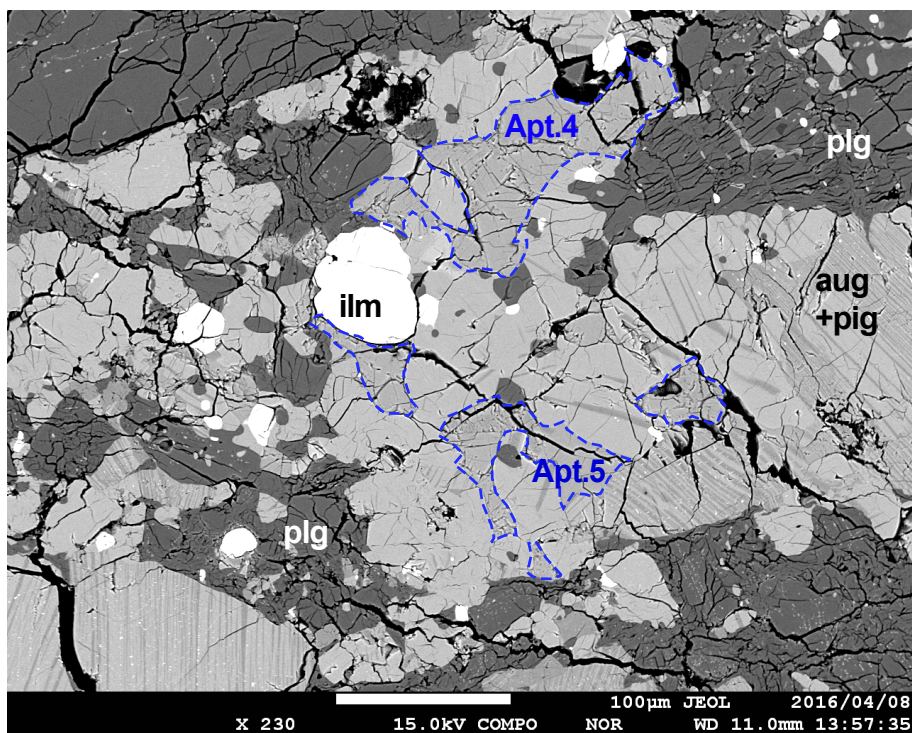 Apt.4
plg
aug
+pig
ilm
Apt.5
plg
100µm JEOL 2016/04/08
X 230 15.0kV COMPO NOR WD 11.0mm 13:57:35